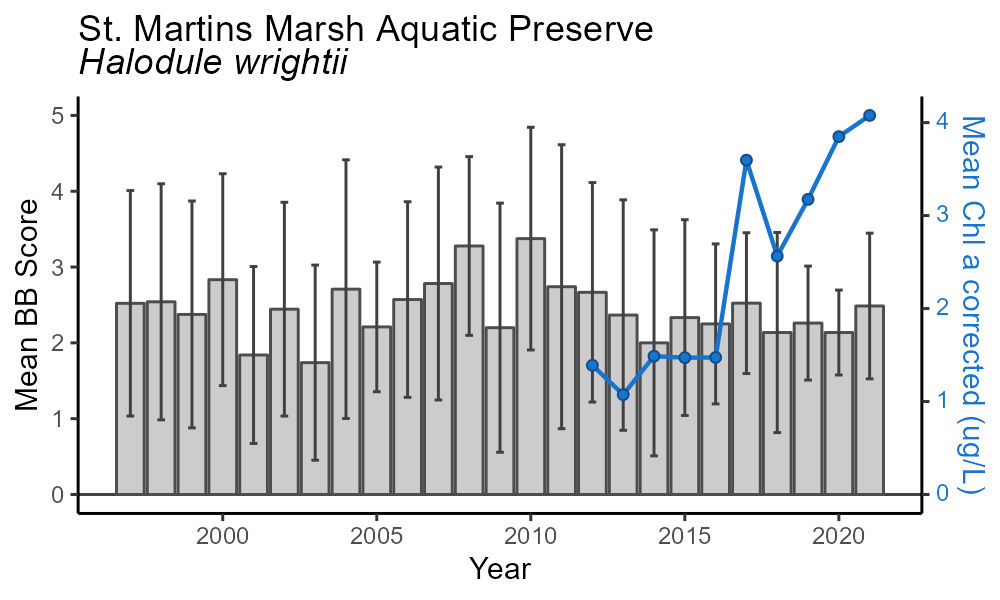 St. Martins Marsh Aquatic Preserve
Halodule wrightii
Mean BB Score
5
4
3
2
1
0
4
3
2
1
0
Mean Chl a corrected (ug/L)
2000 2005 2010 2015 2020
Year